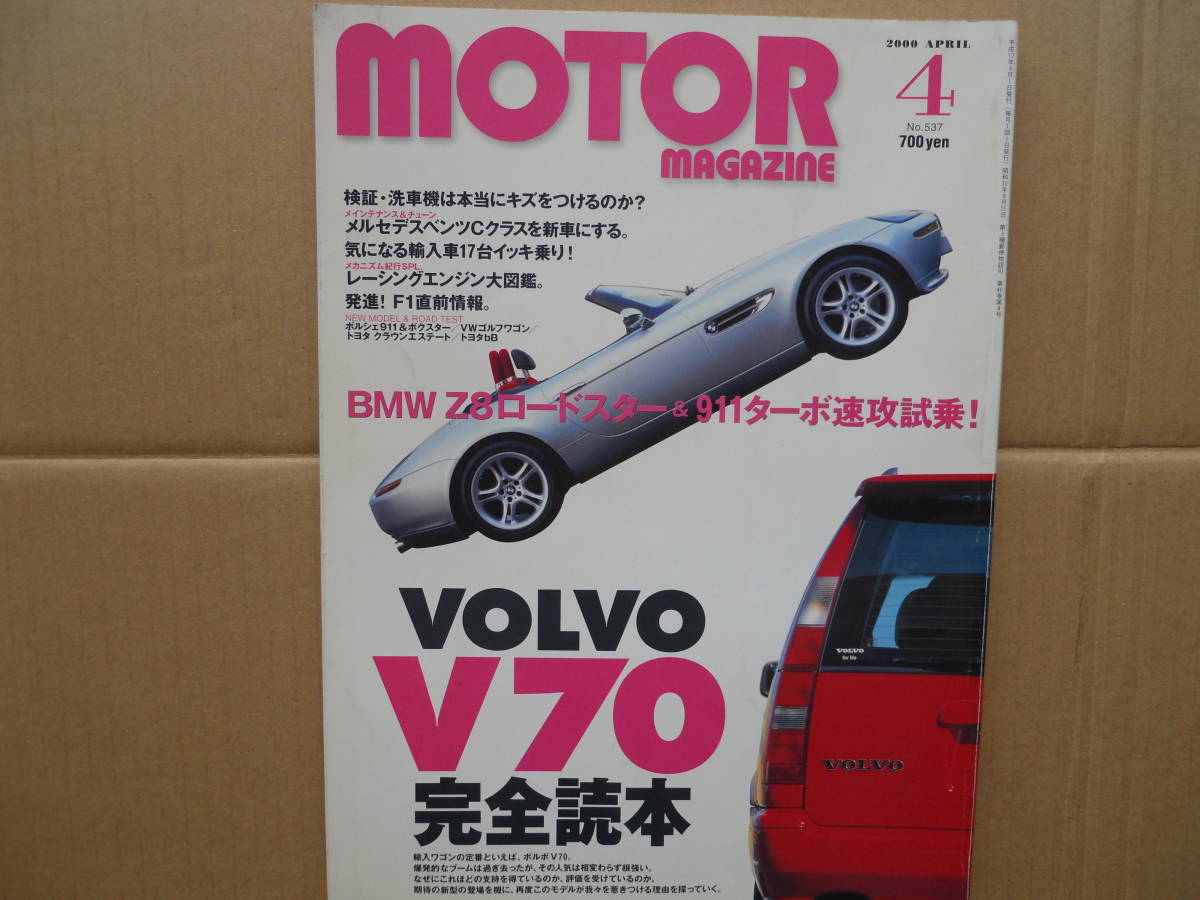 MOTOR
MAGAZINE
2000 APRIL
4
No.537
700 yen
検証・洗車機は本当にキズをつけるのか?
メインテナンス&チューン
メルセデスベンツCクラスを新車にする。
気になる輸入車17台イッキ乗り!
メカニズム紀行SPL.
レーシングエンジン大図鑑。
発進! F1直前情報。
NEW MODEL & ROAD TEST
ポルシェ911&ボクスター/VWゴルフワゴン/
トヨタ クラウンエステート/トヨタbB
BMW Z8ロードスター&911ターボ速攻試乗!
VOLVO
V70
完全読本
輸入ワゴンの定番といえば、ボルボV70。
爆発的なブームは過ぎ去ったが、その人気は相変わらず根強い。
なぜにこれほどの支持を得ているのか、評価を受けているのか。
期待の新型の登場を機に、再度このモデルが我々を惹きつける理由を探っていく。
VOLVO
for life
VOLVO